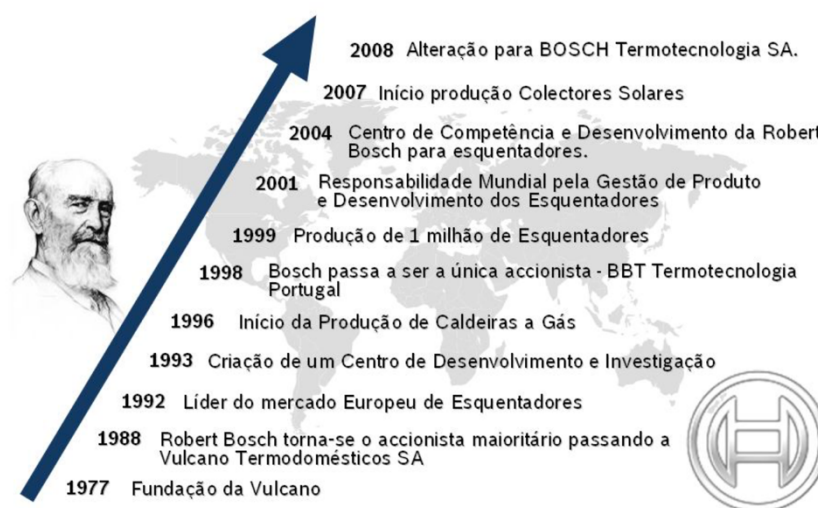 2008 Alteração para BOSCH Termotecnologia SA.
2007 Início produção Colectores Solares
2004 Centro de Competência e Desenvolvimento da Robert
Bosch para esquentadores.
2001 Responsabilidade Mundial pela Gestão de Produto
e Desenvolvimento dos Esquentadores
1999 Produção de 1 milhão de Esquentadores
1998 Bosch passa a ser a única accionista - BBT Termotecnologia
Portugal
1996 Início da Produção de Caldeiras a Gás
1993 Criação de um Centro de Desenvolvimento e Investigação
1992 Líder do mercado Europeu de Esquentadores
1988 Robert Bosch torna-se o accionista maioritário passando a
Vulcano Termodomésticos SA
1977 Fundação da Vulcano